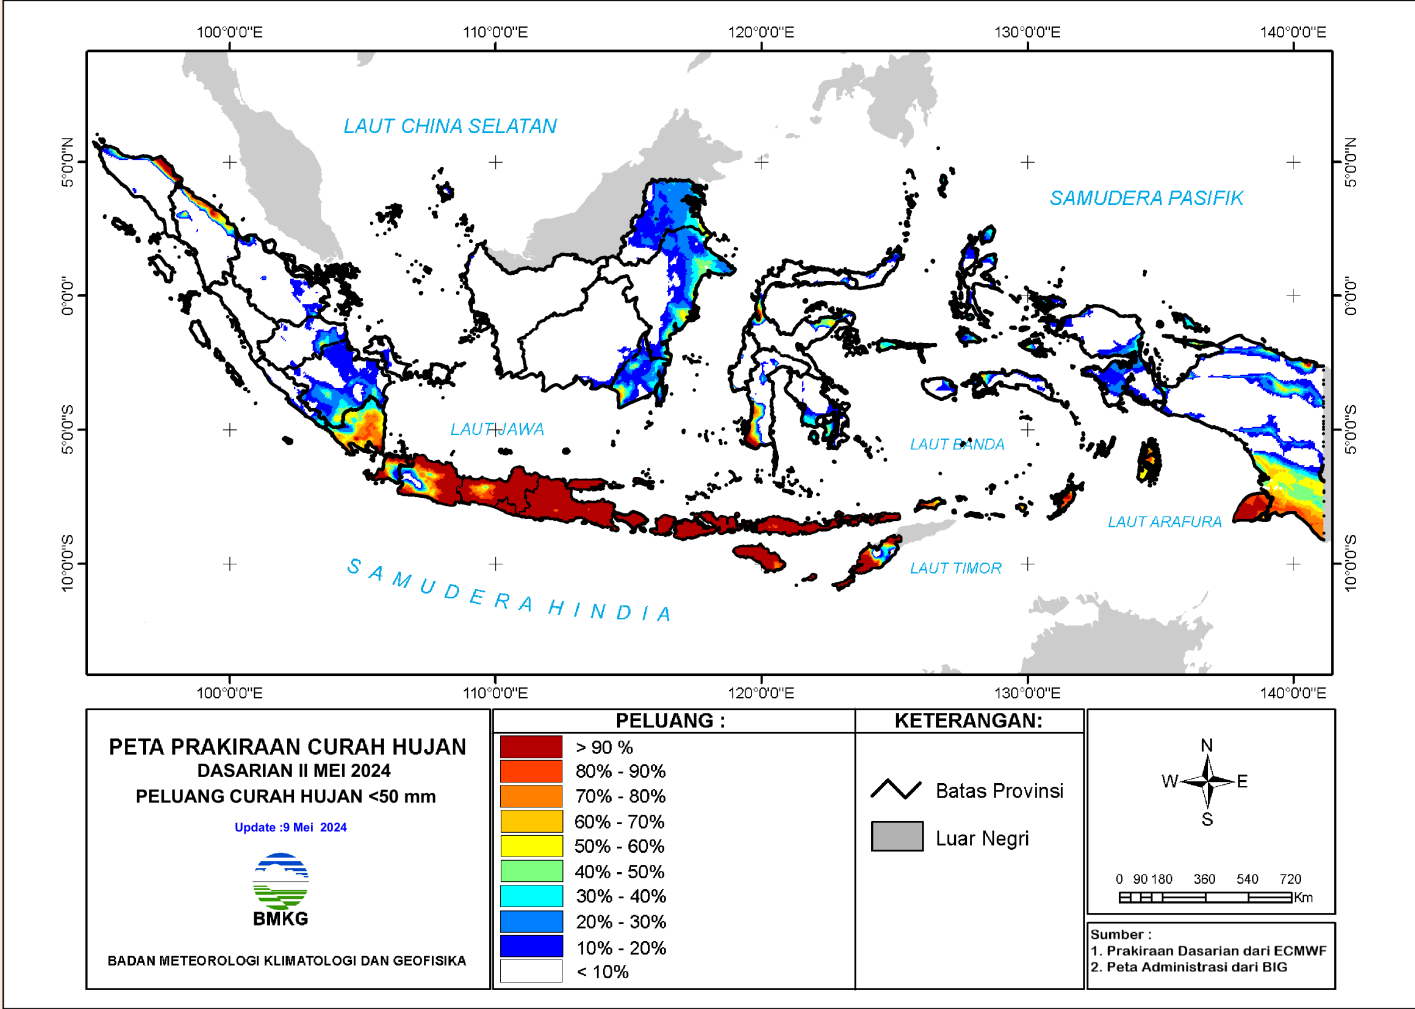 100°0'0"E 110°0'0"E 120°0'0"E 130°0'0"E 140°0'0"E
5°0'0"N 5°0'0"N
0°0'0" 0°0'0"
5°0'0"S 5°0'0"S
10°0'0"S 10°0'0"S
LAUT CHINA SELATAN
SAMUDERA PASIFIK
LAUT JAWA
LAUT BANDA
LAUT ARAFURA
LAUT TIMOR
SAMUDERA HINDIA
100°0'0"E 110°0'0"E 120°0'0"E 130°0'0"E 140°0'0"E
PETA PRAKIRAAN CURAH HUJAN
DASARIAN II MEI 2024
PELUANG CURAH HUJAN <50 mm
Update :9 Mei 2024
BMKG
BADAN METEOROLOGI KLIMATOLOGI DAN GEOFISIKA
PELUANG :
> 90 %
80% - 90%
70% - 80%
60% - 70%
50% - 60%
40% - 50%
30% - 40%
20% - 30%
10% - 20%
< 10%
KETERANGAN:
Batas Provinsi
Luar Negri
N
W E
S
0 90 180 360 540 720
Km
Sumber :
1. Prakiraan Dasarian dari ECMWF
2. Peta Administrasi dari BIG